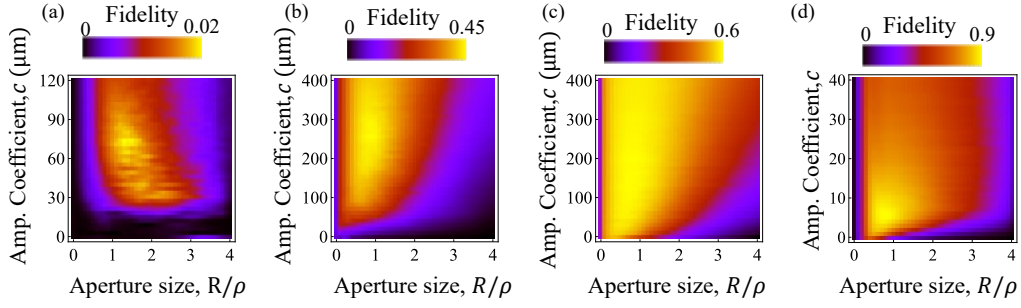 (a) Fidelity 0 0.02
Amp. Coefficient,c (μm)
120
90
60
30
0
0 1 2 3 4
Aperture size, R/ρ
(b) Fidelity 0 0.45
Amp. Coefficient,c (μm)
400
300
200
100
0
0 1 2 3 4
Aperture size, R/ρ
(c) Fidelity 0 0.6
Amp. Coefficient,c (μm)
400
300
200
100
0
0 1 2 3 4
Aperture size, R/ρ
(d) Fidelity 0 0.9
Amp. Coefficient,c
40
30
20
10
0
0 1 2 3 4
Aperture size, R/ρ